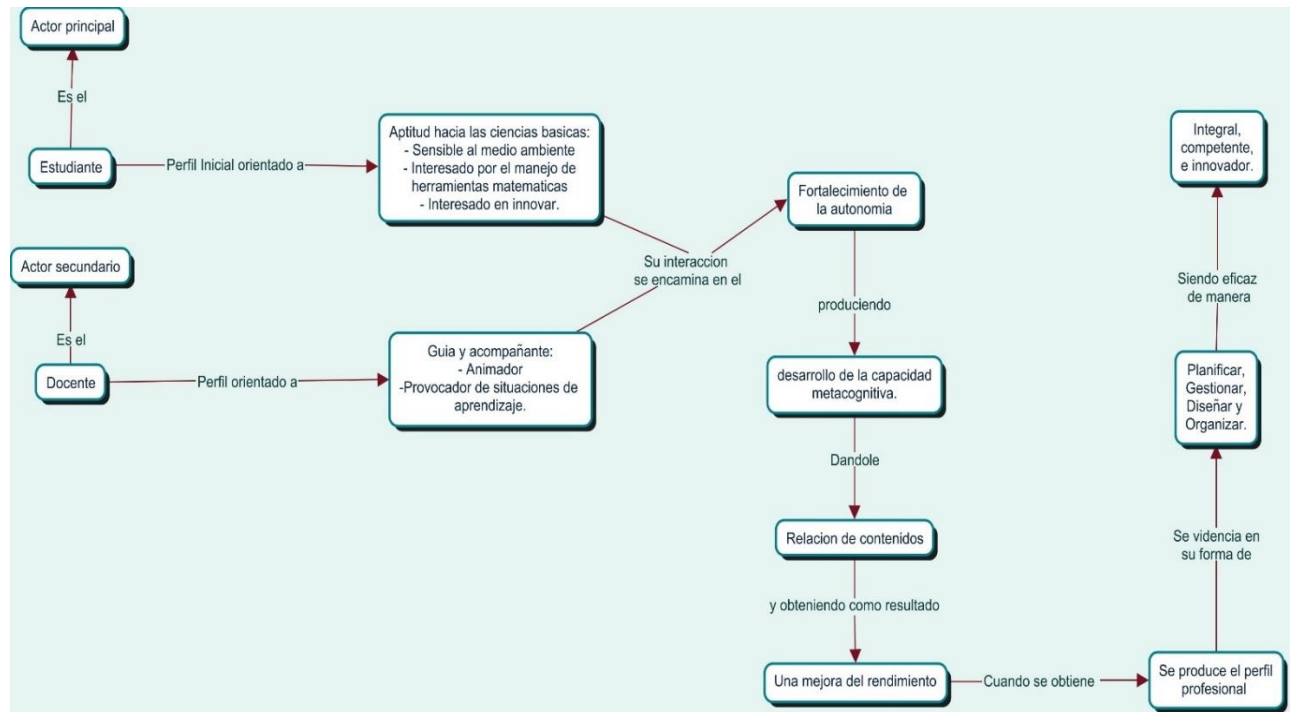 Actor principal
Es el
Estudiante
Perfil Inicial orientado a
Aptitud hacia las ciencias basicas:
- Sensible al medio ambiente
- Interesado por el manejo de
herramientas matematicas
- Interesado en innovar.
Actor secundario
Es el
Docente
Perfil orientado a
Guia y acompañante:
- Animador
-Provocador de situaciones de
aprendizaje.
Su interaccion
se encamina en el
Fortalecimiento de
la autonomia
produciendo
desarrollo de la capacidad
metacognitiva.
Dandole
Relacion de contenidos
y obteniendo como resultado
Una mejora del rendimiento
Cuando se obtiene
Se produce el perfil
profesional
Se videncia en
su forma de
Planificar,
Gestionar,
Diseñar y
Organizar.
Siendo eficaz
de manera
Integral,
competente,
e innovador.